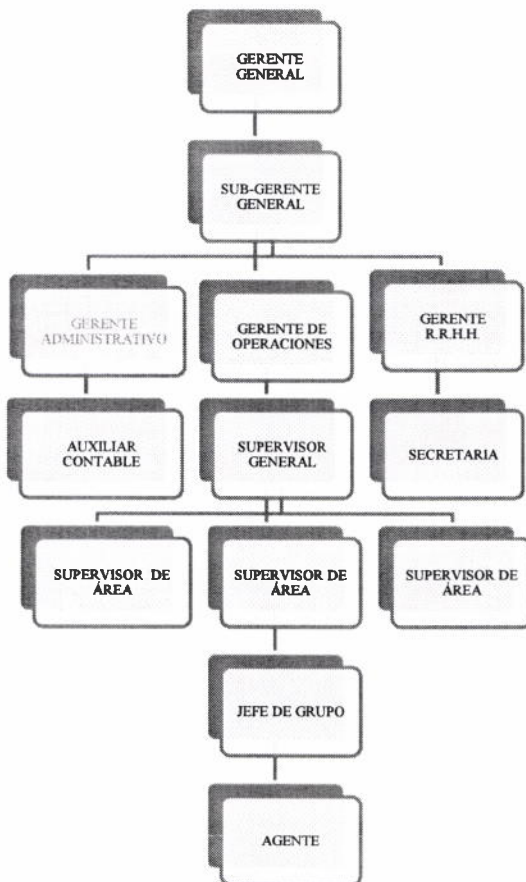 GERENTE
GENERAL
SUB-GERENTE
GENERAL
GERENTE
ADMINISTRATIVO
GERENTE DE
OPERACIONES
GERENTE
R.R.H.H.
AUXILIAR
CONTABLE
SUPERVISOR
GENERAL
SECRETARIA
SUPERVISOR DE
ÁREA
SUPERVISOR DE
ÁREA
SUPERVISOR DE
ÁREA
JEFE DE GRUPO
AGENTE